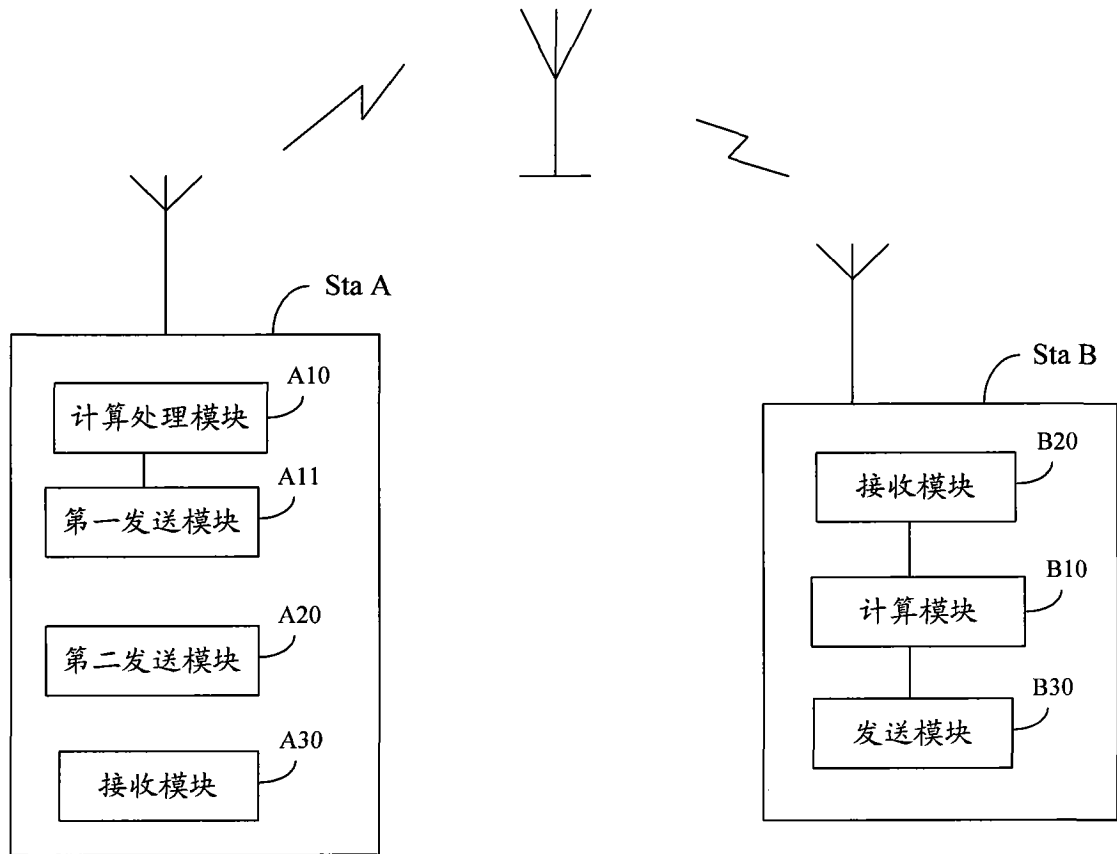 Sta A
A10
计算处理模块
A11
第一发送模块
A20
第二发送模块
A30
接收模块
Sta B
B20
接收模块
B10
计算模块
B30
发送模块